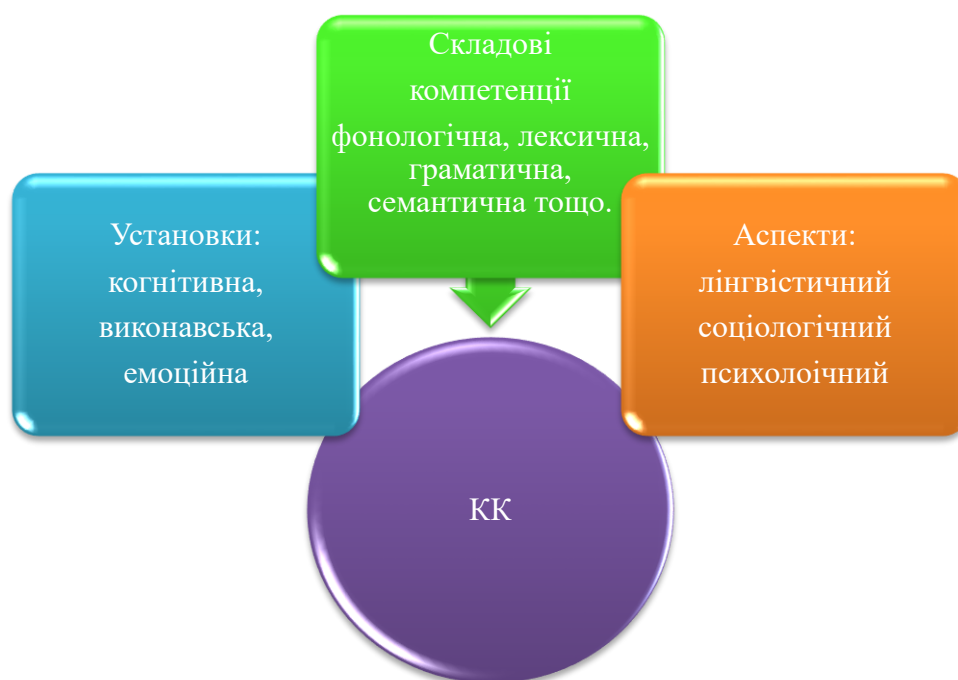 Складові
компетенції
фонологічна, лексична,
граматична,
семантична тощо.
Установки:
когнітивна,
виконавська,
емоційна
Аспекти:
лінгвістичний
соціологічний
психолоічний
КК